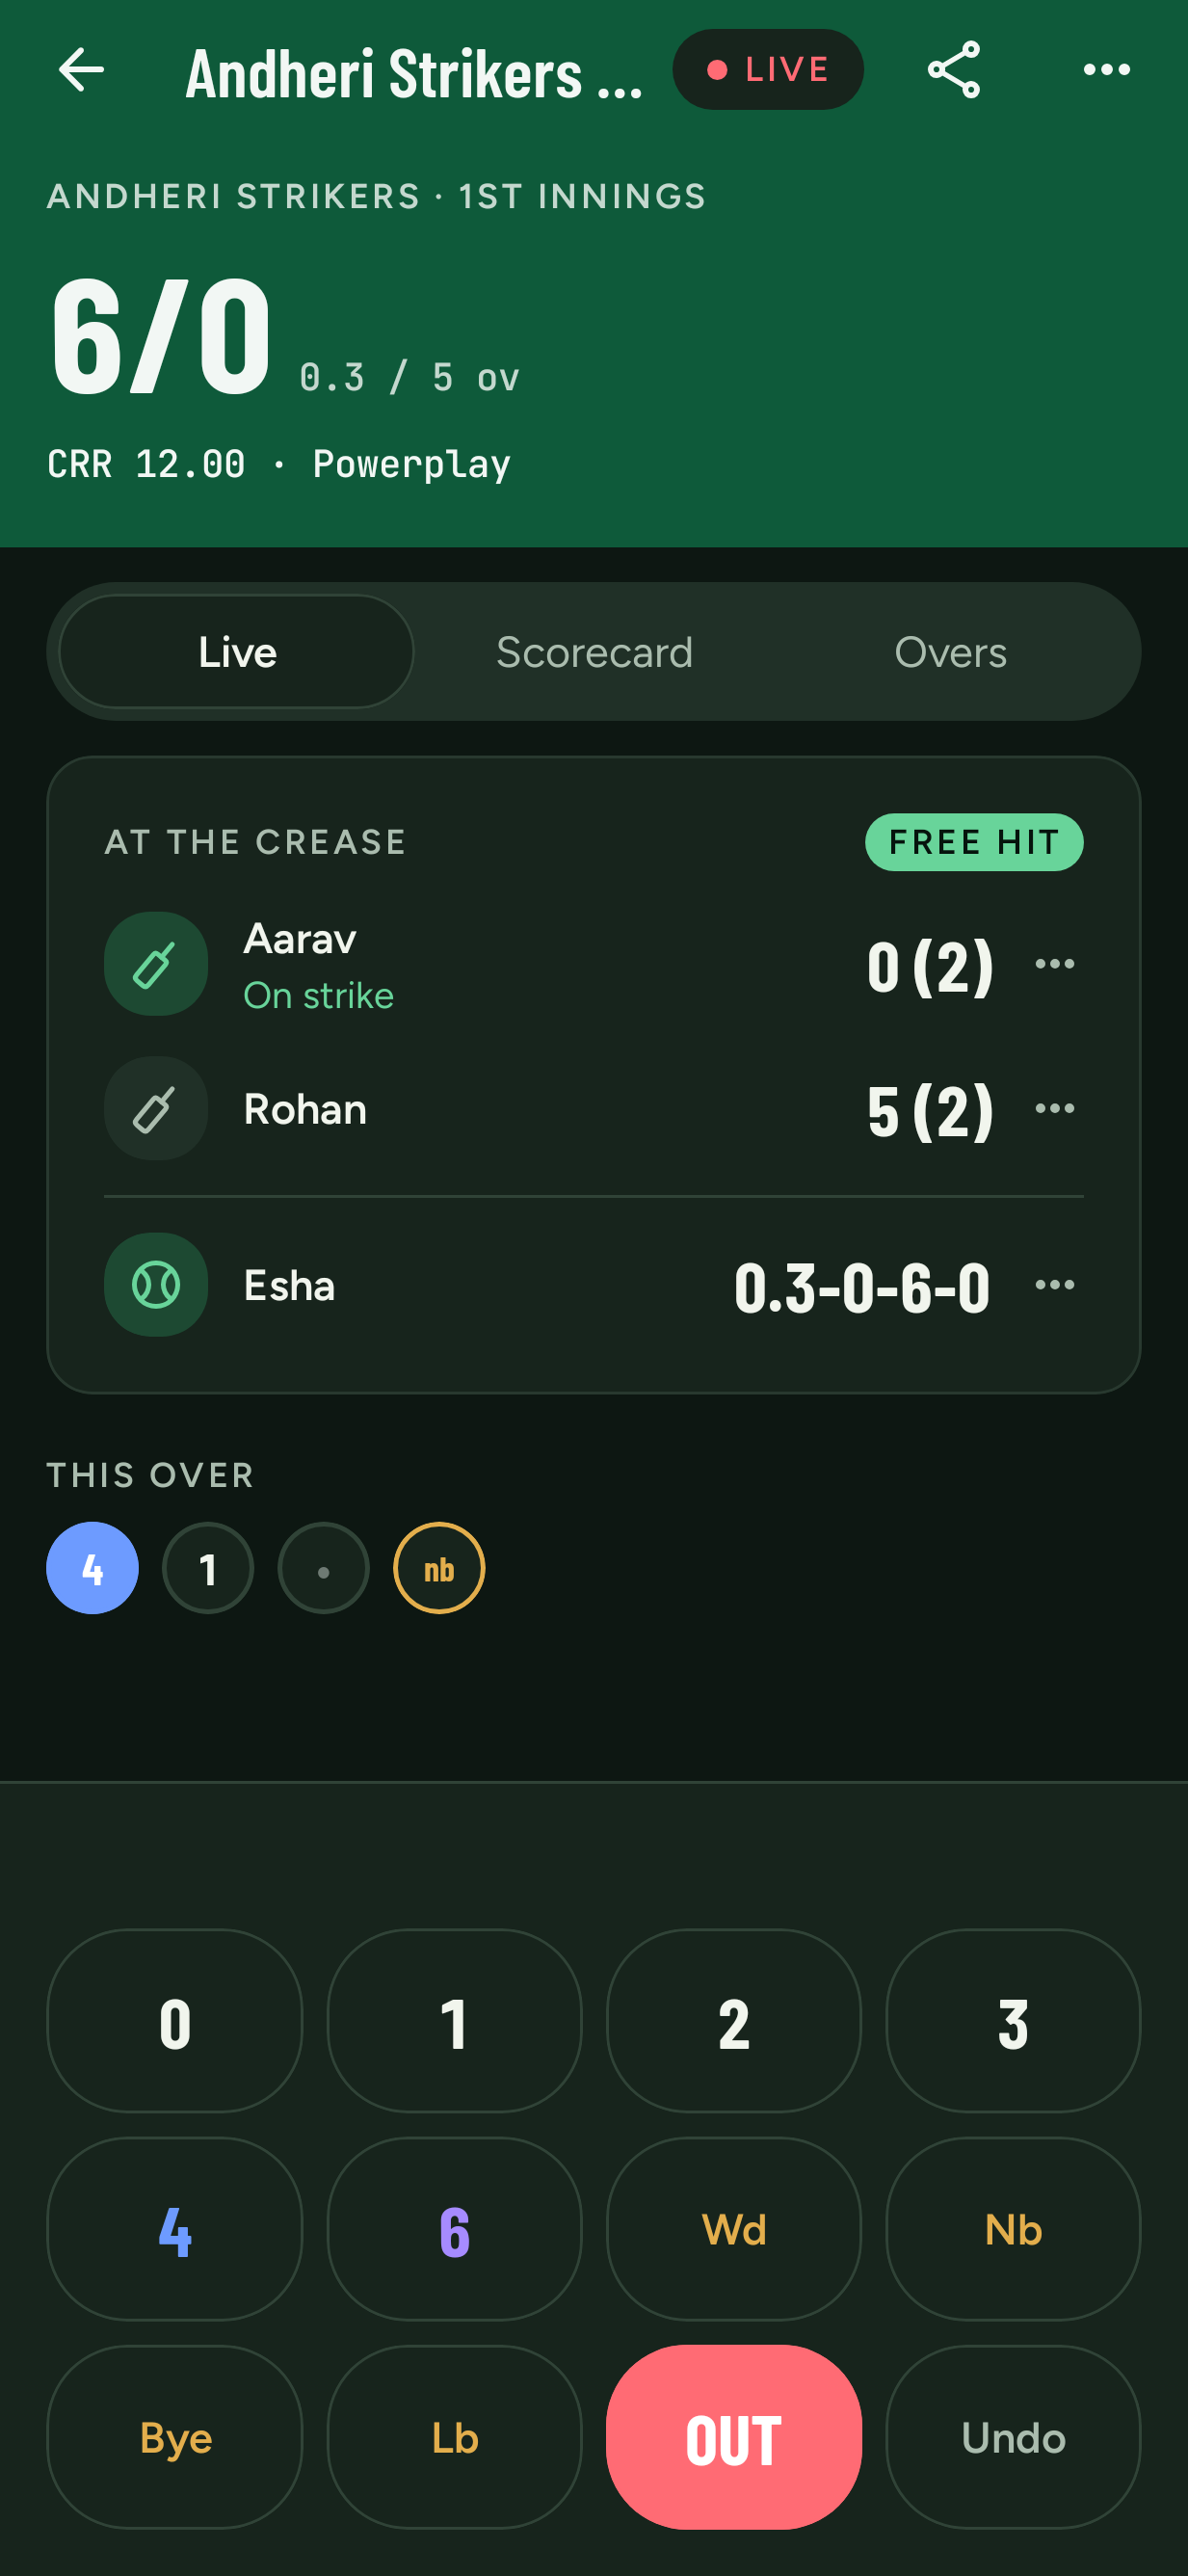 Andheri Strikers ...
LIVE
ANDHERI STRIKERS · 1ST INNINGS
6/0 0.3 / 5 ov
CRR 12.00 · Powerplay
Live Scorecard Overs
AT THE CREASE FREE HIT
Aarav 0 (2)
On strike
Rohan 5 (2)
Esha 0.3-0-6-0
THIS OVER
4 1 • nb
0 1 2 3
4 6 Wd Nb
Bye Lb OUT Undo